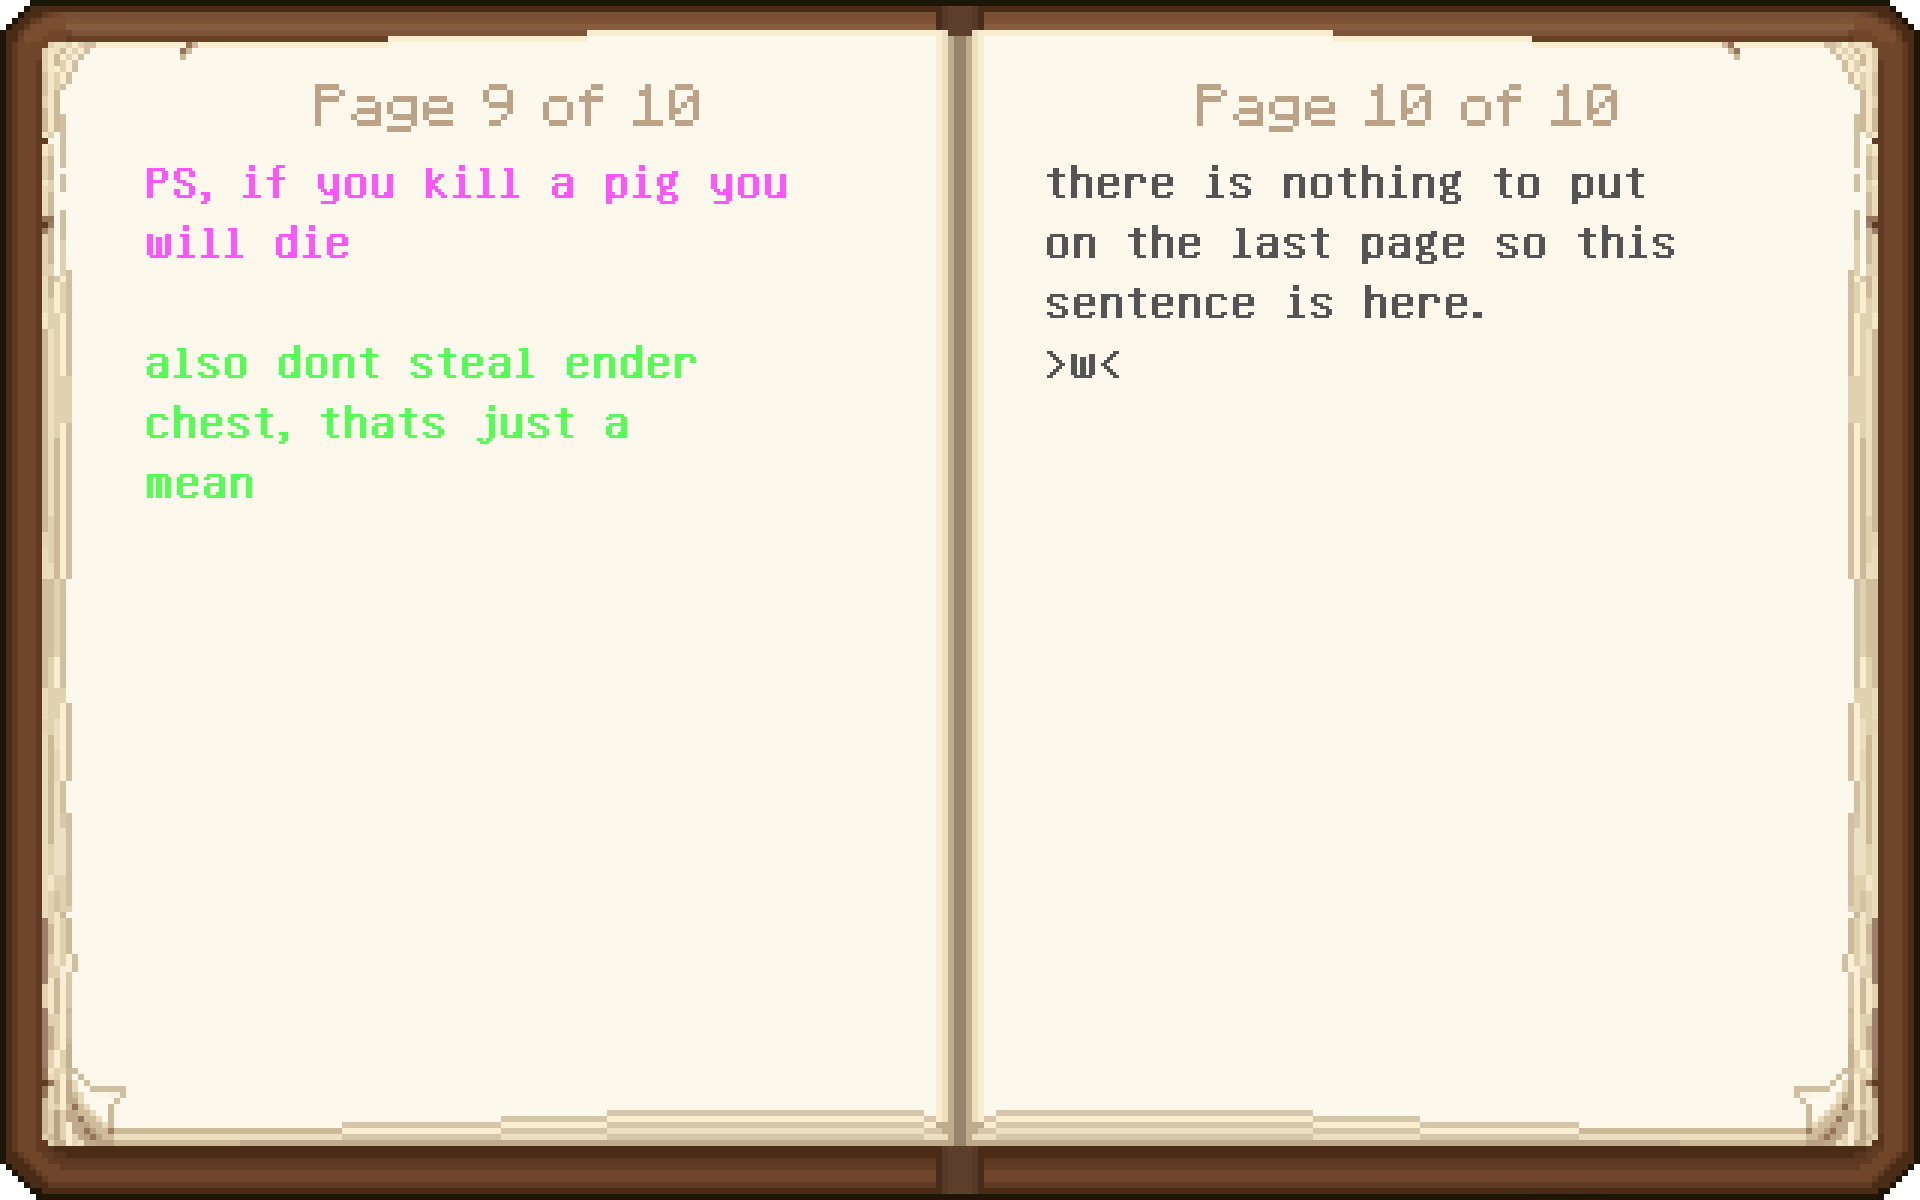 Page 9 of 10
PS, if you kill a pig you
will die
also dont steal ender
chest, thats just a
mean
Page 10 of 10
there is nothing to put
on the last page so this
sentence is here.
>w<